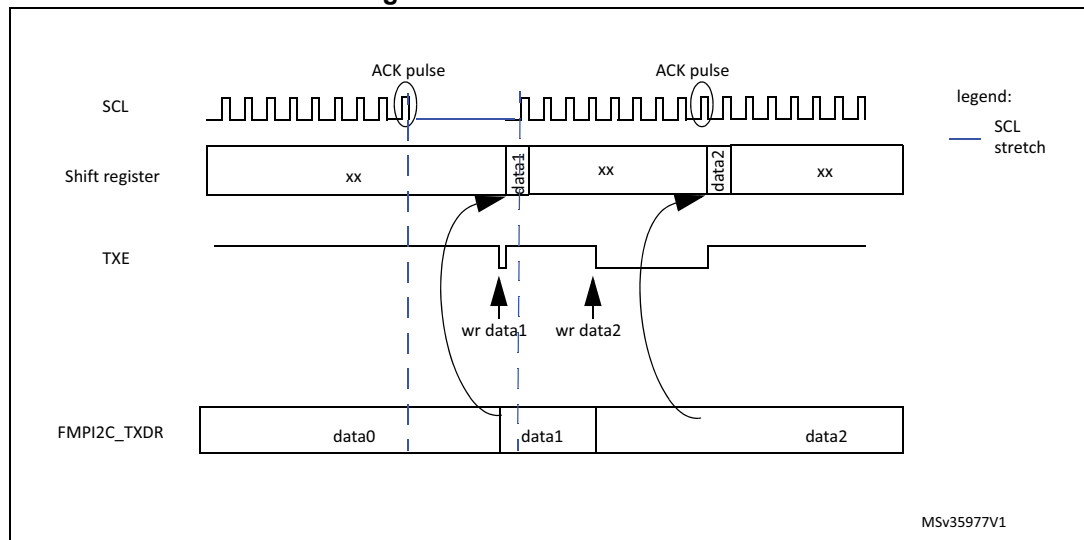 ACK pulse
ACK pulse
SCL
legend:
SCL
stretch
Shift register
xx
data1
xx
data2
xx
TXE
wr data1
wr data2
FMPI2C_TXDR
data0
data1
data2
MSv35977V1